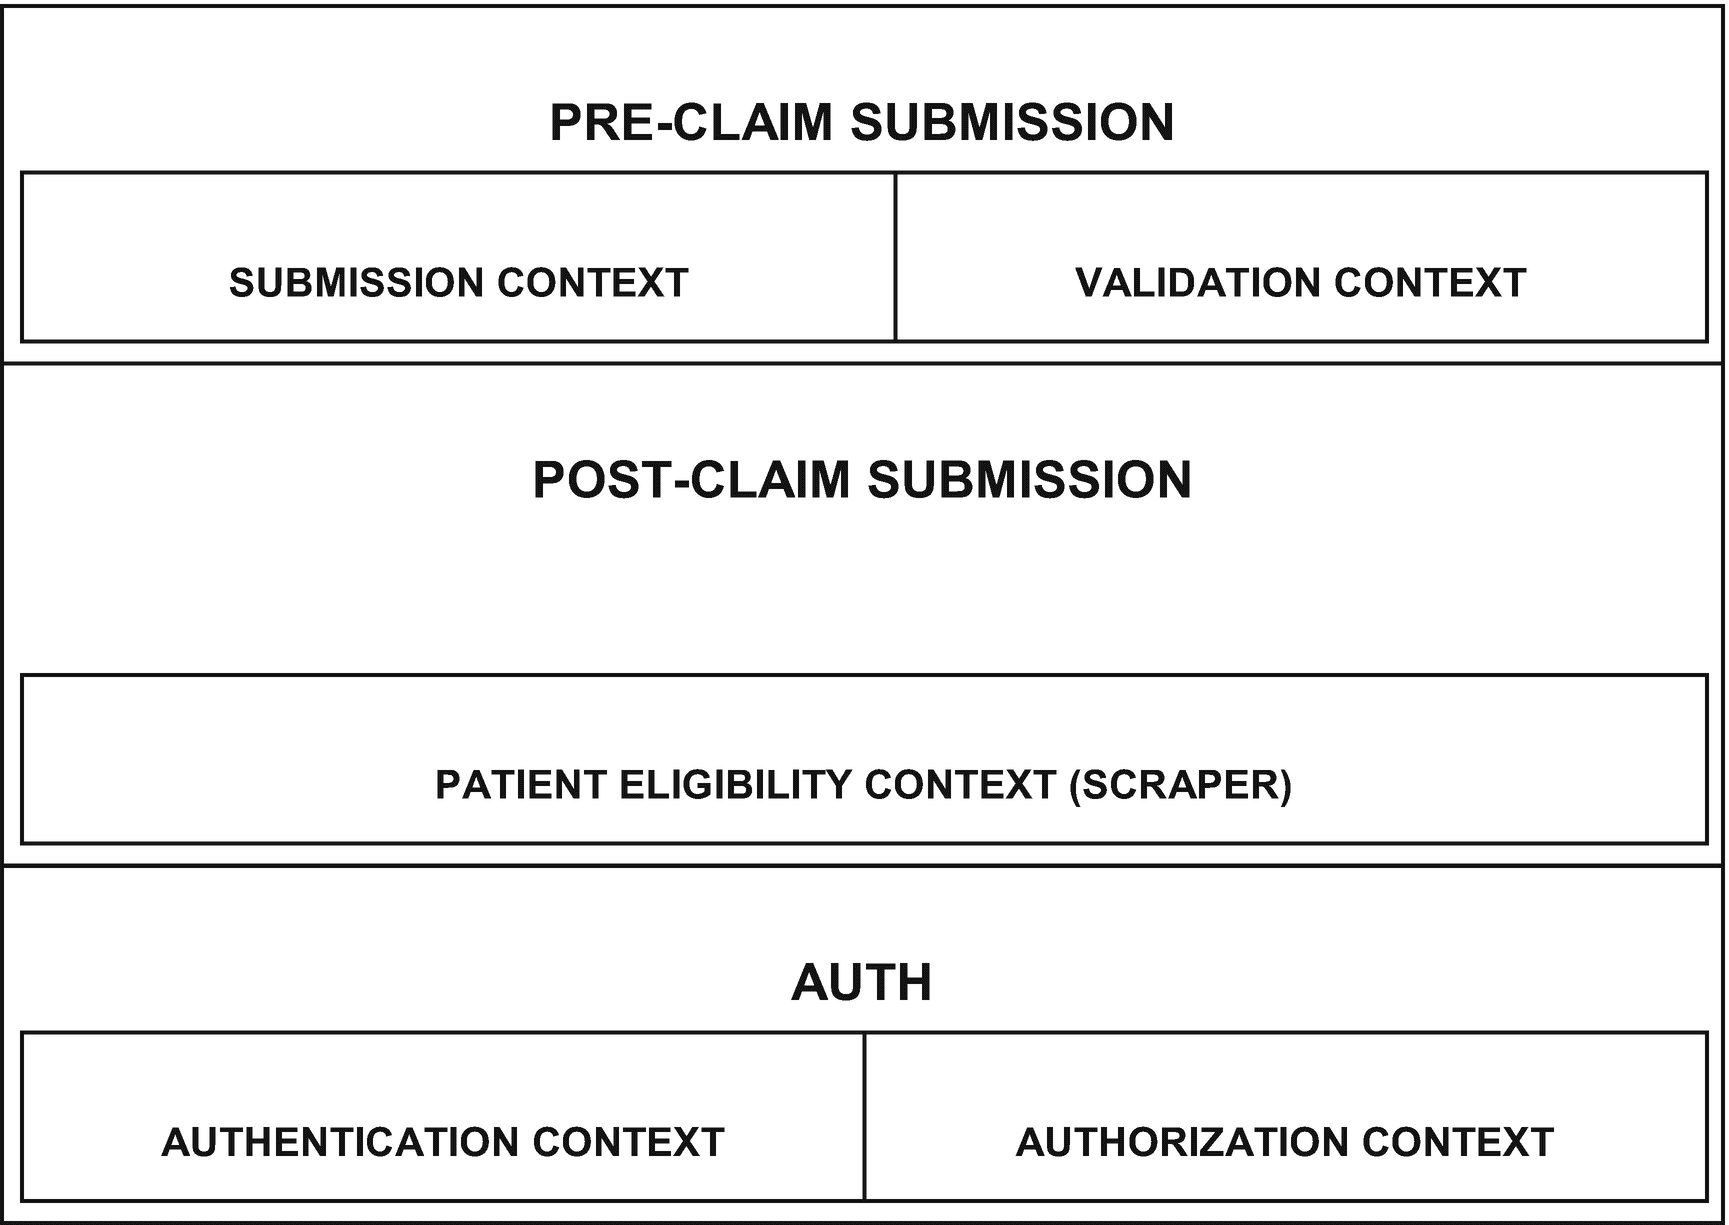 PRE-CLAIM SUBMISSION
SUBMISSION CONTEXT
VALIDATION CONTEXT
POST-CLAIM SUBMISSION
PATIENT ELIGIBILITY CONTEXT (SCRAPER)
AUTH
AUTHENTICATION CONTEXT
AUTHORIZATION CONTEXT